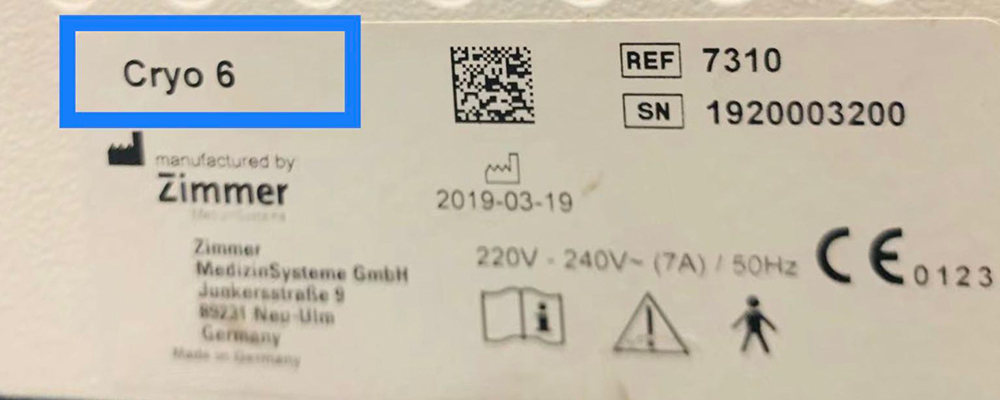 Cryo 6
REF 7310
SN 1920003200
manufactured by
Zimmer
MedizinSysteme
2019-03-19
Zimmer
MedizinSysteme GmbH
Junkersstraße 9
89231 Neu-Ulm
Germany
Made in Germany
220V - 240V~ (7A) / 50Hz
CE 0123